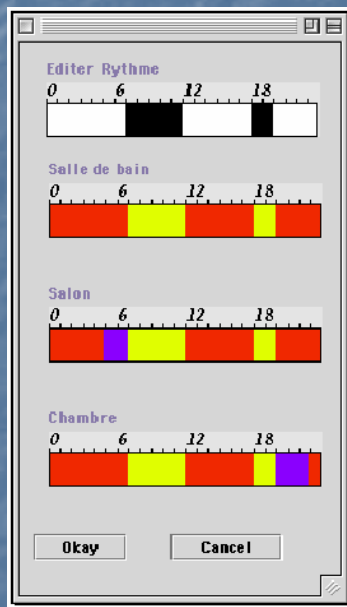 Editer Rythme
0 6 12 18
Salle de bain
0 6 12 18
Salon
0 6 12 18
Chambre
0 6 12 18
Okay Cancel